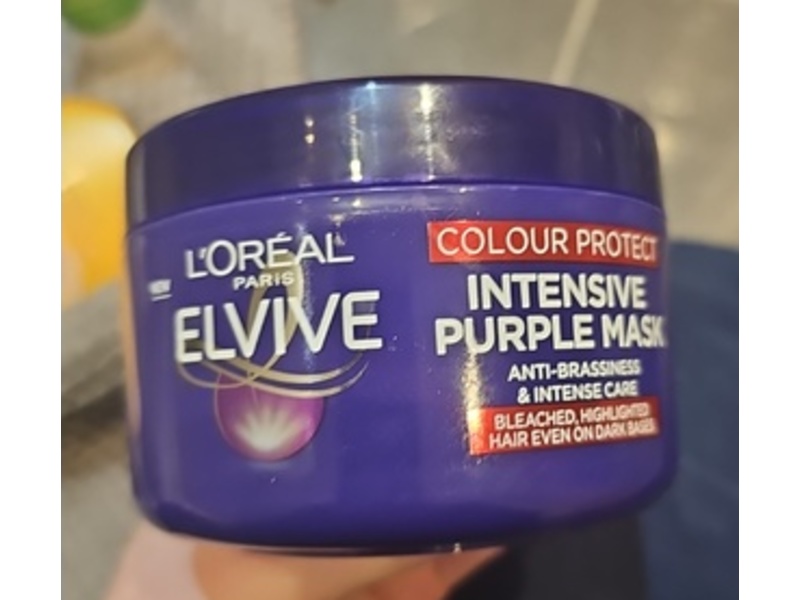 NEW
L'ORÉAL
PARIS
ELVIVE
COLOUR PROTECT
INTENSIVE
PURPLE MASK
ANTI-BRASSINESS
& INTENSE CARE
BLEACHED, HIGHLIGHTED
HAIR EVEN ON DARK BASES